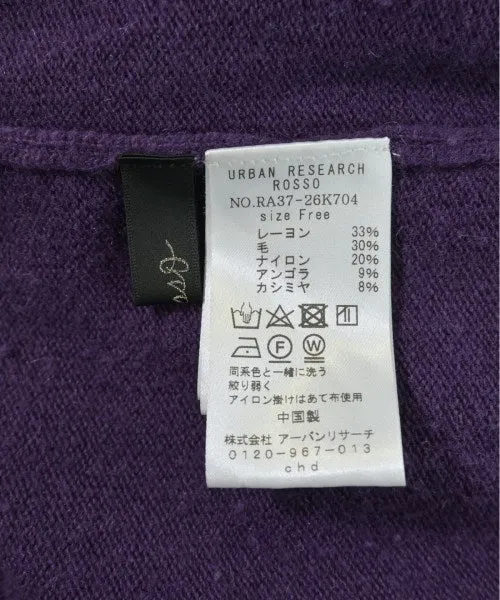 URBAN RESEARCH
ROSSO
NO.RA37-26K704
size Free
レーヨン 33%
毛 30%
ナイロン 20%
アンゴラ 9%
カシミヤ 8%
F W
同系色と一緒に洗う
絞り弱く
アイロン掛けはあて布使用
中国製
株式会社 アーバンリサーチ
0120-967-013
chd